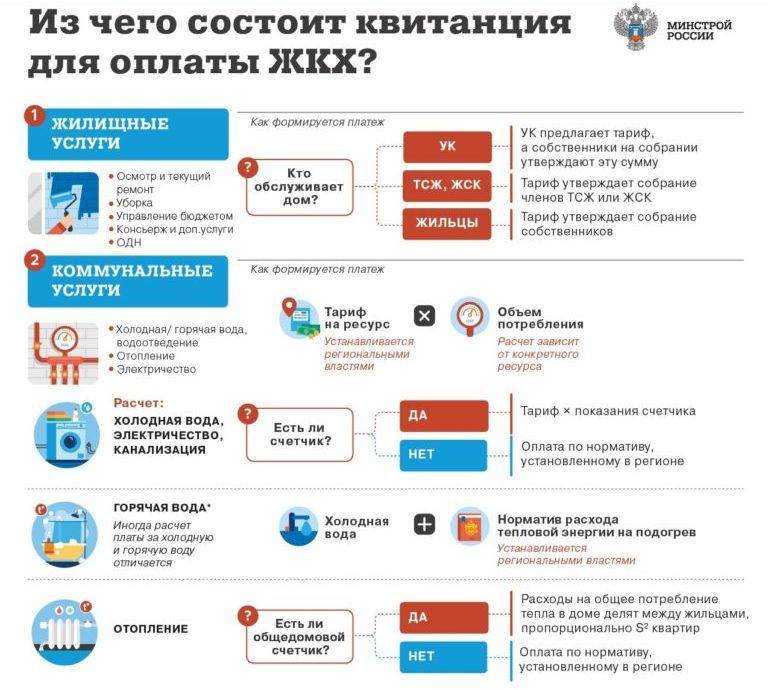 Из чего состоит квитанция
для оплаты ЖКХ?
МИНСТРОЙ
РОССИИ
1
ЖИЛИЩНЫЕ
УСЛУГИ
Как формируется платеж
• Осмотр и текущий
ремонт
• Уборка
• Управление бюджетом
• Консьерж и доп.услуги
• ОДН
?
Кто
обслуживает
дом?
УК
УК предлагает тариф,
а собственники на собрании
утверждают эту сумму
ТСЖ, ЖСК
Тариф утверждает собрание
членов ТСЖ или ЖСК
ЖИЛЬЦЫ
Тариф утверждает собрание
собственников
2
КОММУНАЛЬНЫЕ
УСЛУГИ
Как формируется платеж
• Холодная/ горячая вода,
водоотведение
• Отопление
• Электричество
Тариф
на ресурс
Устанавливается
региональными
властями
×
Объем
потребления
Расчет зависит
от конкретного
ресурса
Расчет:
ХОЛОДНАЯ ВОДА,
ЭЛЕКТРИЧЕСТВО,
КАНАЛИЗАЦИЯ
?
Есть ли
счетчик?
ДА
Тариф × показания счетчика
НЕТ
Оплата по нормативу,
установленному в регионе
ГОРЯЧАЯ ВОДА*
Иногда расчет
платы за холодную
и горячую воду
отличается
Холодная
вода
+
Норматив расхода
тепловой энергии на подогрев
Устанавливается
региональными властями
ОТОПЛЕНИЕ
?
Есть ли
общедомовой
счетчик?
ДА
Расходы на общее потребление
тепла в доме делят между жильцами,
пропорционально S² квартир
НЕТ
Оплата по нормативу,
установленному в регионе